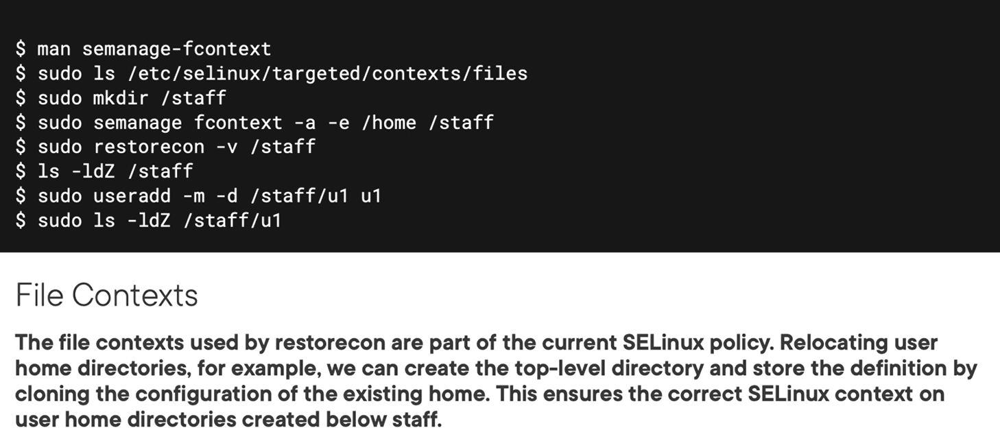 $ man semanage-fcontext
$ sudo ls /etc/selinux/targeted/contexts/files
$ sudo mkdir /staff
$ sudo semanage fcontext -a -e /home /staff
$ sudo restorecon -v /staff
$ ls -ldZ /staff
$ sudo useradd -m -d /staff/u1 u1
$ sudo ls -ldZ /staff/u1
File Contexts
The file contexts used by restorecon are part of the current SELinux policy. Relocating user
home directories, for example, we can create the top-level directory and store the definition by
cloning the configuration of the existing home. This ensures the correct SELinux context on
user home directories created below staff.